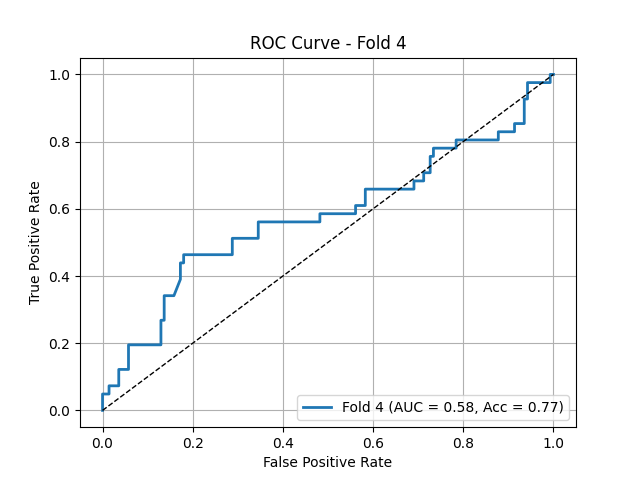 ROC Curve - Fold 4
True Positive Rate
1.0
0.8
0.6
0.4
0.2
0.0
Fold 4 (AUC = 0.58, Acc = 0.77)
0.0 0.2 0.4 0.6 0.8 1.0
False Positive Rate